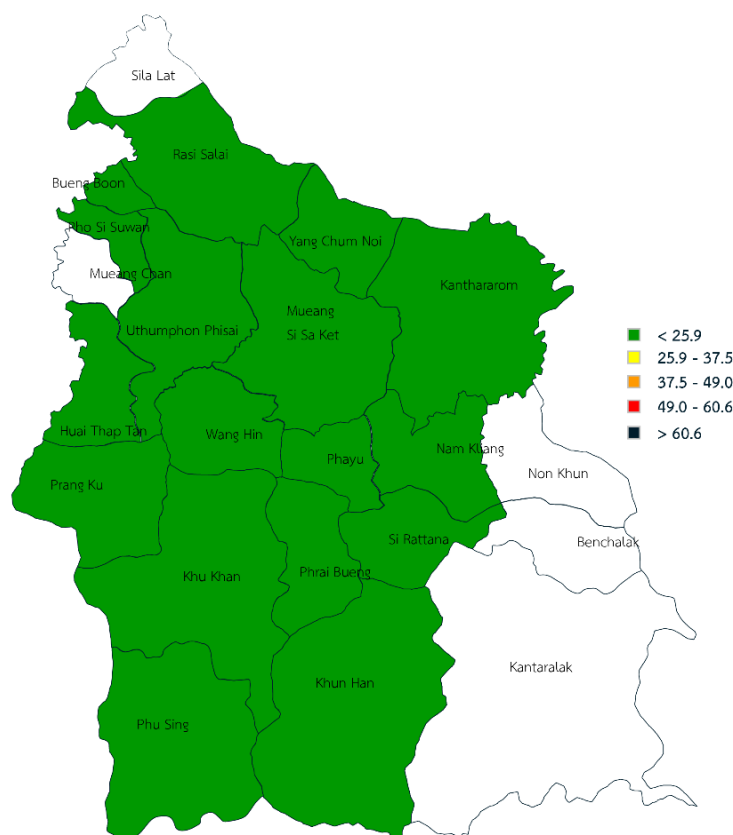 Sila Lat
Rasi Salai
Bueng Boon
Pho Si Suwan
Yang Chum Noi
Mueang Chan
Kanthararom
Mueang
Si Sa Ket
Uthumphon Phisai
< 25.9
25.9 - 37.5
37.5 - 49.0
49.0 - 60.6
> 60.6
Huai Thap Tan
Wang Hin
Nam Kliang
Phayu
Non Khun
Prang Ku
Si Rattana
Benchalak
Phrai Bueng
Khu Khan
Kantaralak
Khun Han
Phu Sing